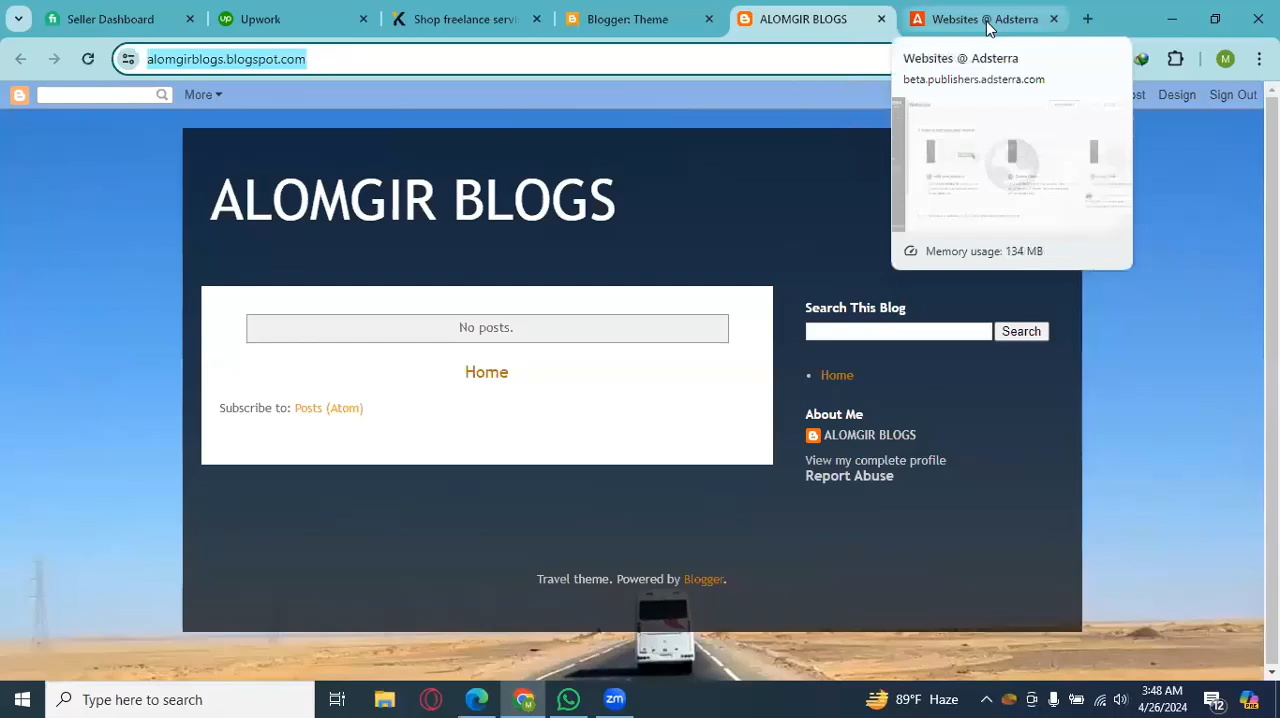 Seller Dashboard
Upwork
Shop freelance servi
Blogger: Theme
ALOMGIR BLOGS
Websites @ Adsterra
alomgirblogs.blogspot.com
M
Websites @ Adsterra
beta.publishers.adsterra.com
Memory usage: 134 MB
More
ost
Design
Sign Out
ALOMGIR BLOGS
No posts.
Home
Subscribe to: Posts (Atom)
Search This Blog
Search
Home
About Me
ALOMGIR BLOGS
View my complete profile
Report Abuse
Travel theme. Powered by Blogger.
Type here to search
zm
89°F Haze
3:48 AM
4/26/2024
12